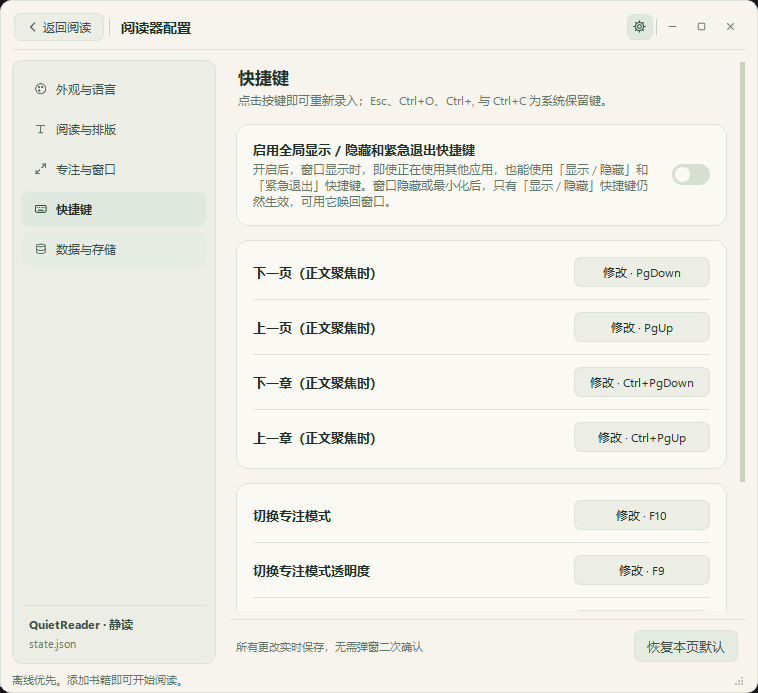 返回阅读
阅读器配置
外观与语言
阅读与排版
专注与窗口
快捷键
数据与存储
QuietReader · 静读
state.json
快捷键
点击按键即可重新录入；Esc、Ctrl+O、Ctrl+, 与 Ctrl+C 为系统保留键。
启用全局显示 / 隐藏和紧急退出快捷键
开启后，窗口显示时，即使正在使用其他应用，也能使用「显示 / 隐藏」和
「紧急退出」快捷键。窗口隐藏或最小化后，只有「显示 / 隐藏」快捷键仍
然生效，可用它唤回窗口。
下一页（正文聚焦时）
修改 · PgDown
上一页（正文聚焦时）
修改 · PgUp
下一章（正文聚焦时）
修改 · Ctrl+PgDown
上一章（正文聚焦时）
修改 · Ctrl+PgUp
切换专注模式
修改 · F10
切换专注模式透明度
修改 · F9
所有更改实时保存，无需弹窗二次确认
恢复本页默认
离线优先。添加书籍即可开始阅读。